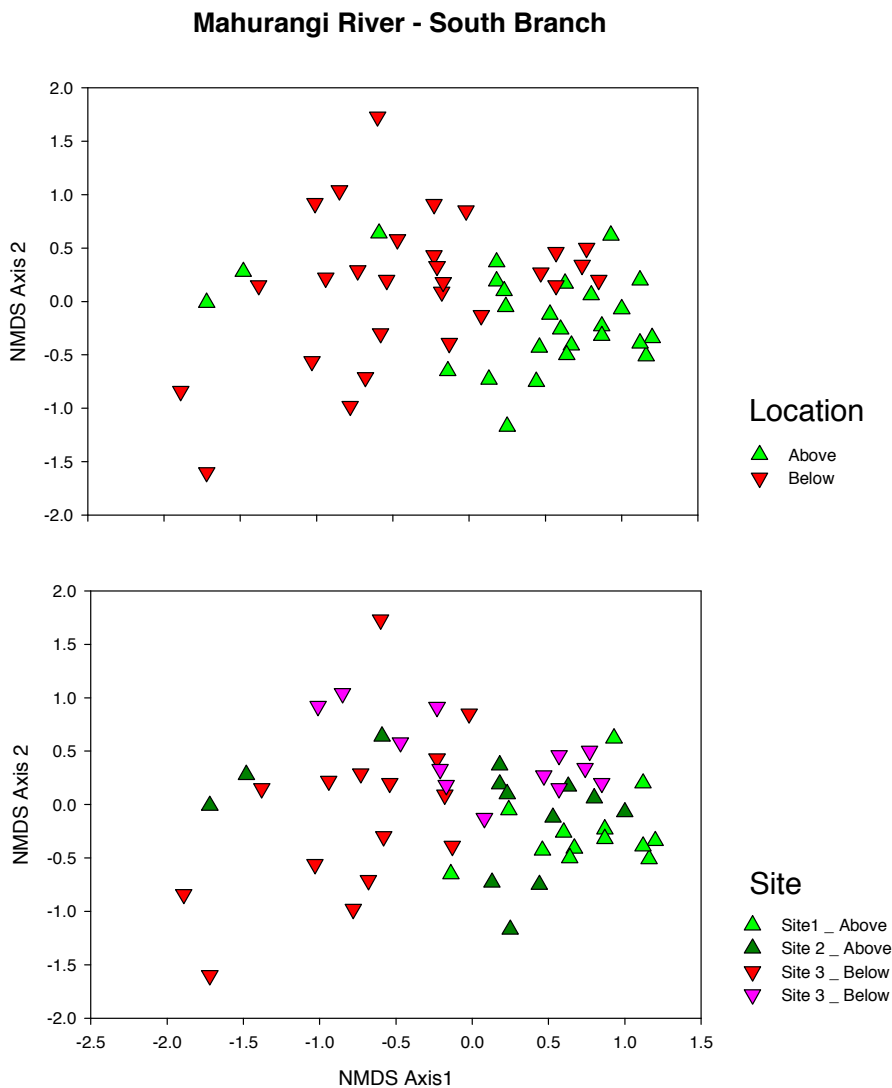 Mahurangi River - South Branch
2.0
1.5
1.0
0.5
0.0
-0.5
-1.0
-1.5
-2.0
NMDS Axis 2
Location
Above
Below
2.0
1.5
1.0
0.5
0.0
-0.5
-1.0
-1.5
-2.0
NMDS Axis 2
-2.5 -2.0 -1.5 -1.0 -0.5 0.0 0.5 1.0 1.5
NMDS Axis1
Site
Site1 _ Above
Site 2 _ Above
Site 3 _ Below
Site 3 _ Below